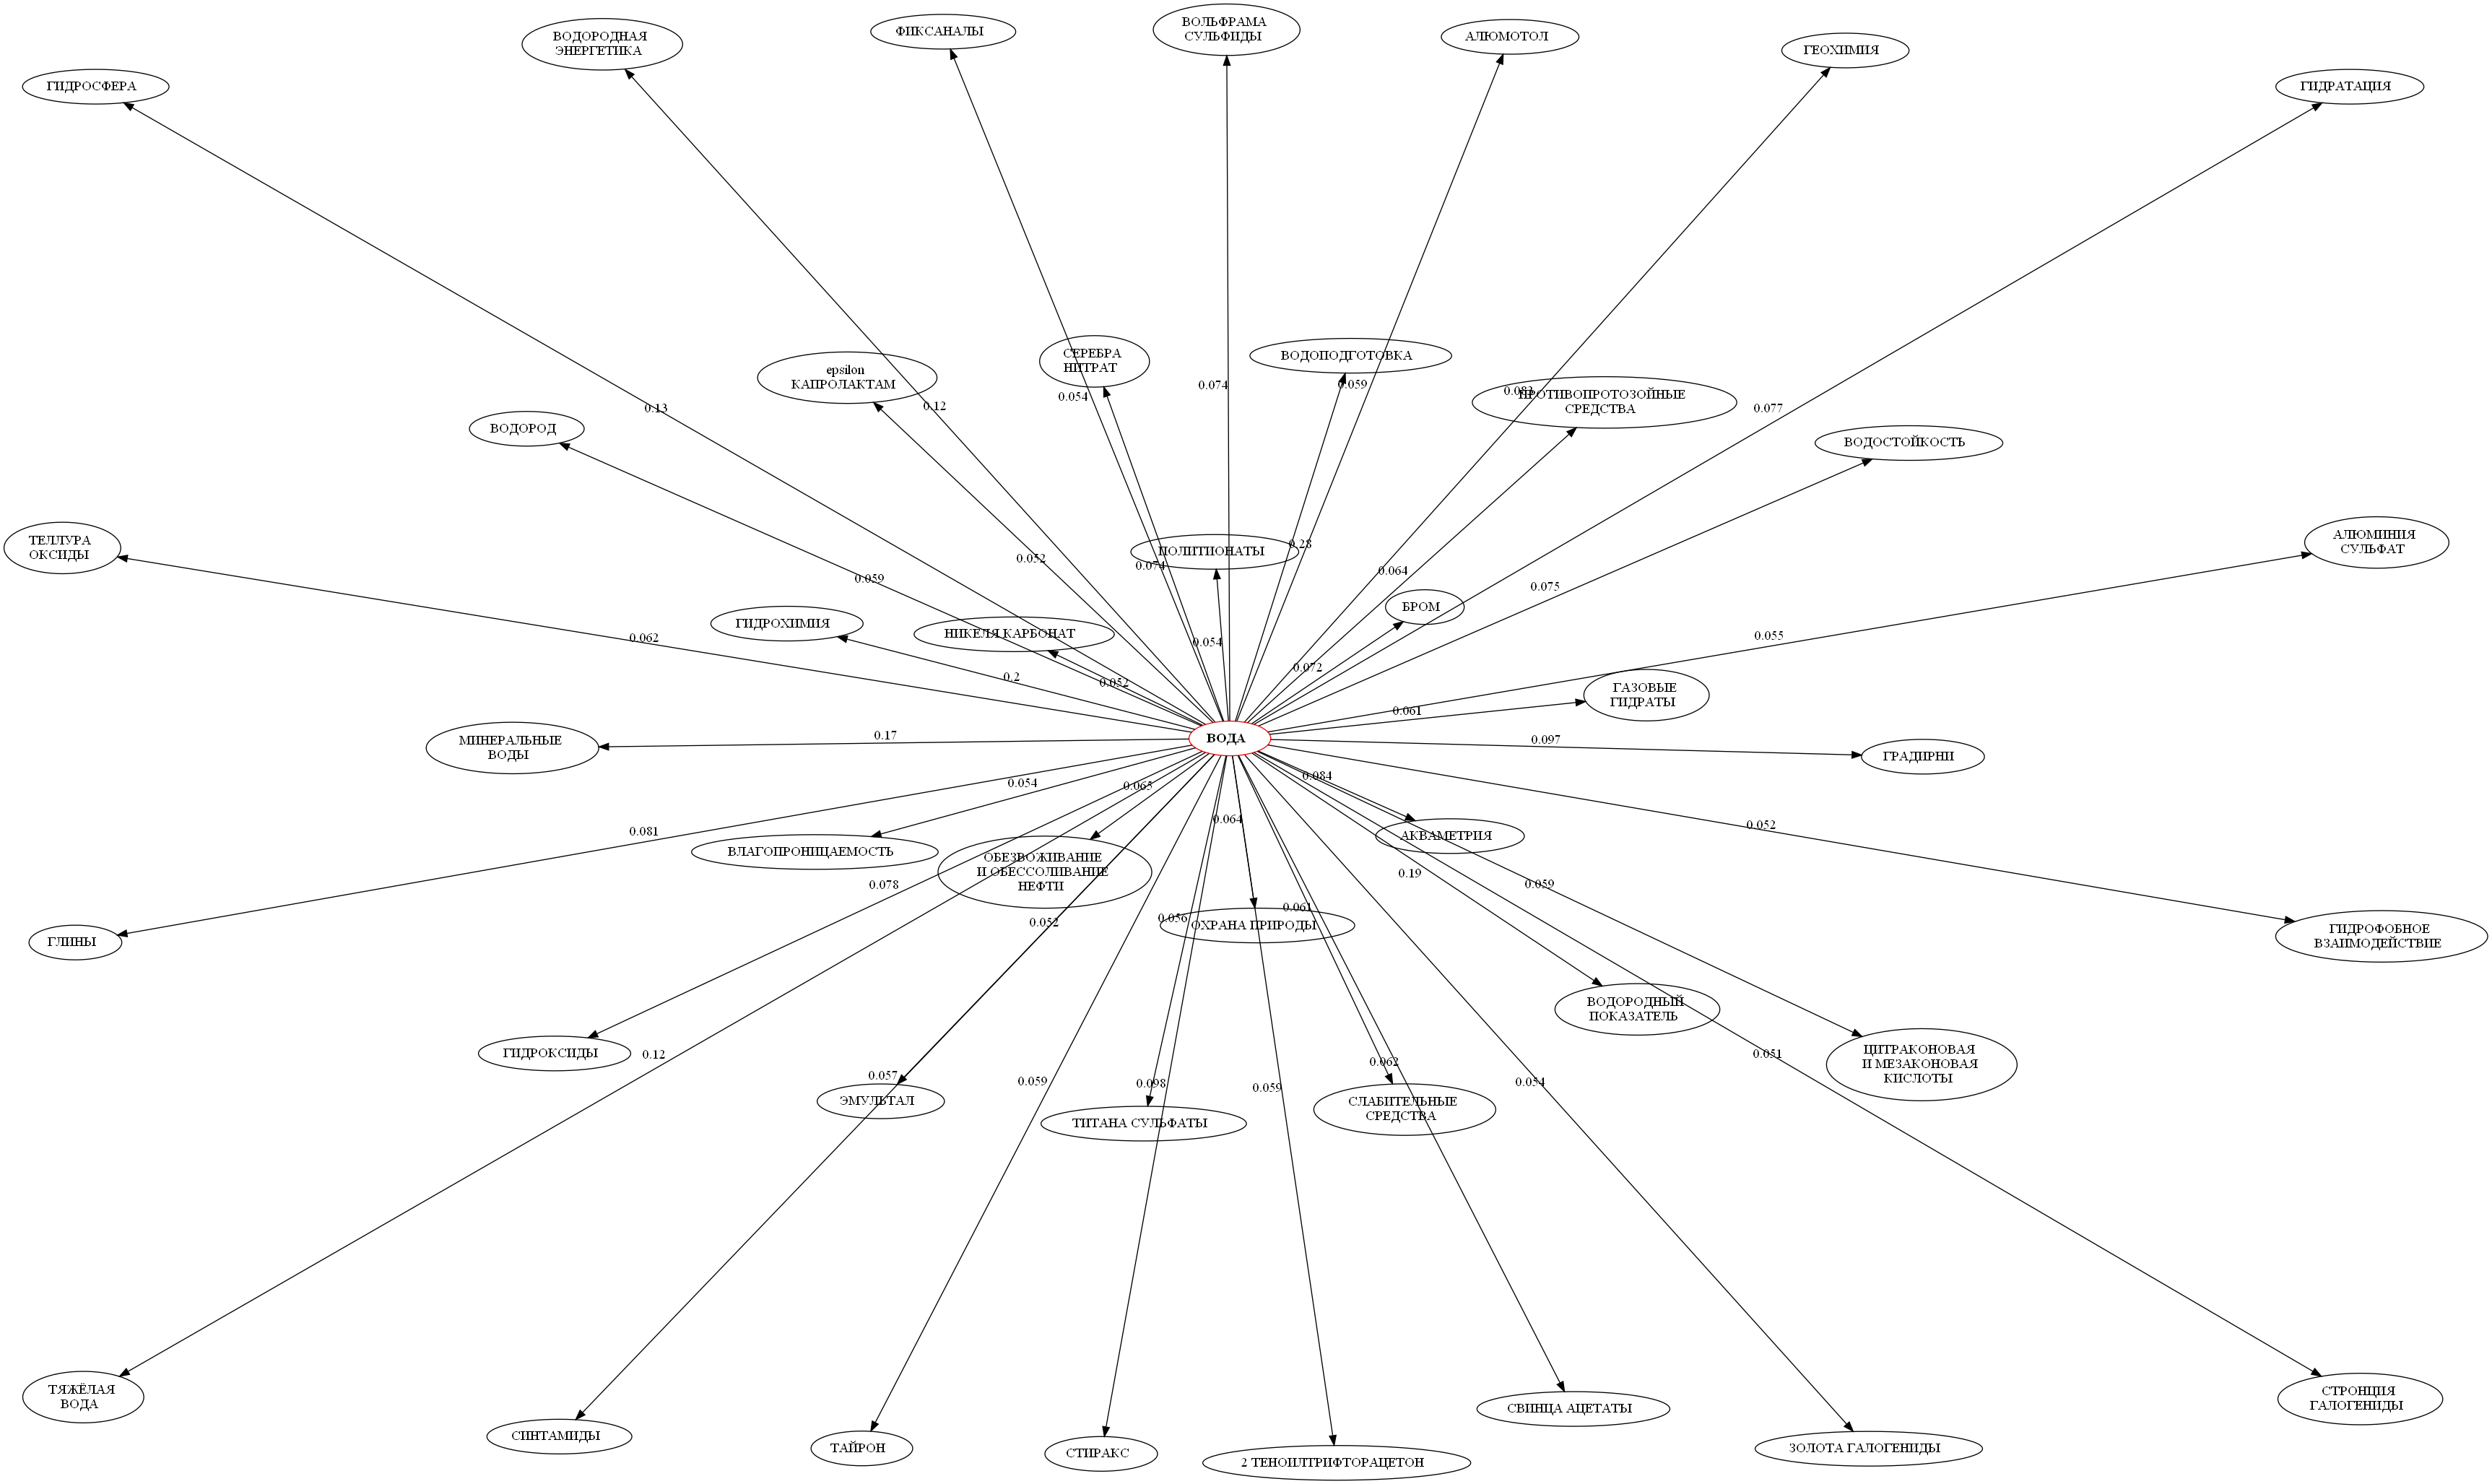 ВОДОРОДНАЯ
ЭНЕРГЕТИКА
ФИКСАНАЛЫ
ВОЛЬФРАМА
СУЛЬФИДЫ
АЛЮМОТОЛ
ГЕОХИМИЯ
ГИДРОСФЕРА
ГИДРАТАЦИЯ
epsilon
КАПРОЛАКТАМ
СЕРЕБРА
НИТРАТ
ВОДОПОДГОТОВКА
0.074
0.059
0.082
ПРОТИВОПРОТОЗОЙНЫЕ
СРЕДСТВА
0.054
0.13
0.12
0.077
ВОДОРОД
ВОДОСТОЙКОСТЬ
ТЕЛЛУРА
ОКСИДЫ
АЛЮМИНИЯ
СУЛЬФАТ
0.28
ПОЛИТИОНАТЫ
0.052
0.074
0.064
0.059
0.075
БРОМ
ГИДРОХИМИЯ
НИКЕЛЯ КАРБОНАТ
0.062
0.054
0.055
0.072
0.2
0.052
ГАЗОВЫЕ
ГИДРАТЫ
0.061
ВОДА
0.17
0.097
МИНЕРАЛЬНЫЕ
ВОДЫ
ГРАДИРНИ
0.084
0.054
0.065
0.064
0.052
0.081
АКВАМЕТРИЯ
ВЛАГОПРОНИЦАЕМОСТЬ
ОБЕЗВОЖИВАНИЕ
И ОБЕССОЛИВАНИЕ
НЕФТИ
0.19
0.078
0.059
0.061
0.056
0.052
ОХРАНА ПРИРОДЫ
ГЛИНЫ
ГИДРОФОБНОЕ
ВЗАИМОДЕЙСТВИЕ
ВОДОРОДНЫЙ
ПОКАЗАТЕЛЬ
ГИДРОКСИДЫ
0.12
0.051
ЦИТРАКОНОВАЯ
И МЕЗАКОНОВАЯ
КИСЛОТЫ
0.062
0.057
0.059
0.098
0.059
0.054
ЭМУЛЬТАЛ
СЛАБИТЕЛЬНЫЕ
СРЕДСТВА
ТИТАНА СУЛЬФАТЫ
ТЯЖЁЛАЯ
ВОДА
СТРОНЦИЯ
ГАЛОГЕНИДЫ
СВИНЦА АЦЕТАТЫ
СИНТАМИДЫ
ТАЙРОН
СТИРАКС
2 ТЕНОИЛТРИФТОРАЦЕТОН
ЗОЛОТА ГАЛОГЕНИДЫ